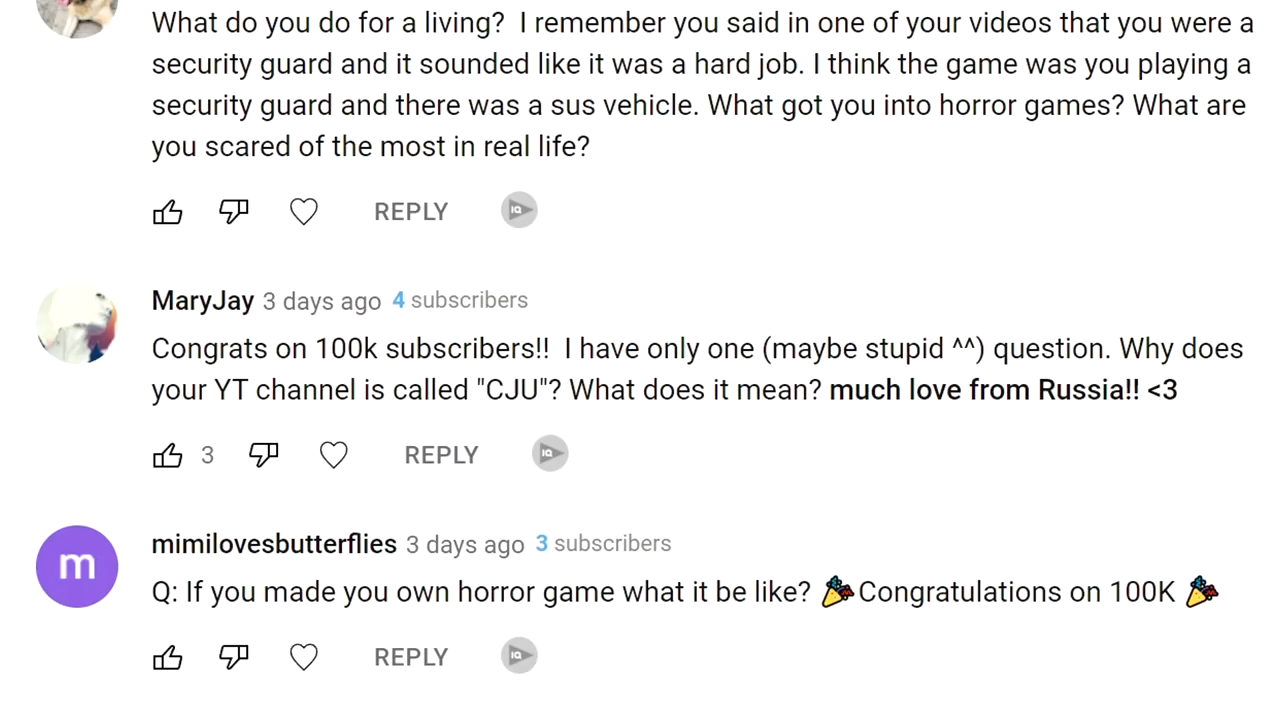 What do you do for a living?  I remember you said in one of your videos that you were a
security guard and it sounded like it was a hard job. I think the game was you playing a
security guard and there was a sus vehicle. What got you into horror games? What are
you scared of the most in real life?
REPLY IQ
MaryJay 3 days ago 4 subscribers
Congrats on 100k subscribers!!  I have only one (maybe stupid ^^) question. Why does
your YT channel is called "CJU"? What does it mean? much love from Russia!! <3
3 REPLY IQ
m
mimilovesbutterflies 3 days ago 3 subscribers
Q: If you made you own horror game what it be like? 🎉Congratulations on 100K 🎉
REPLY IQ